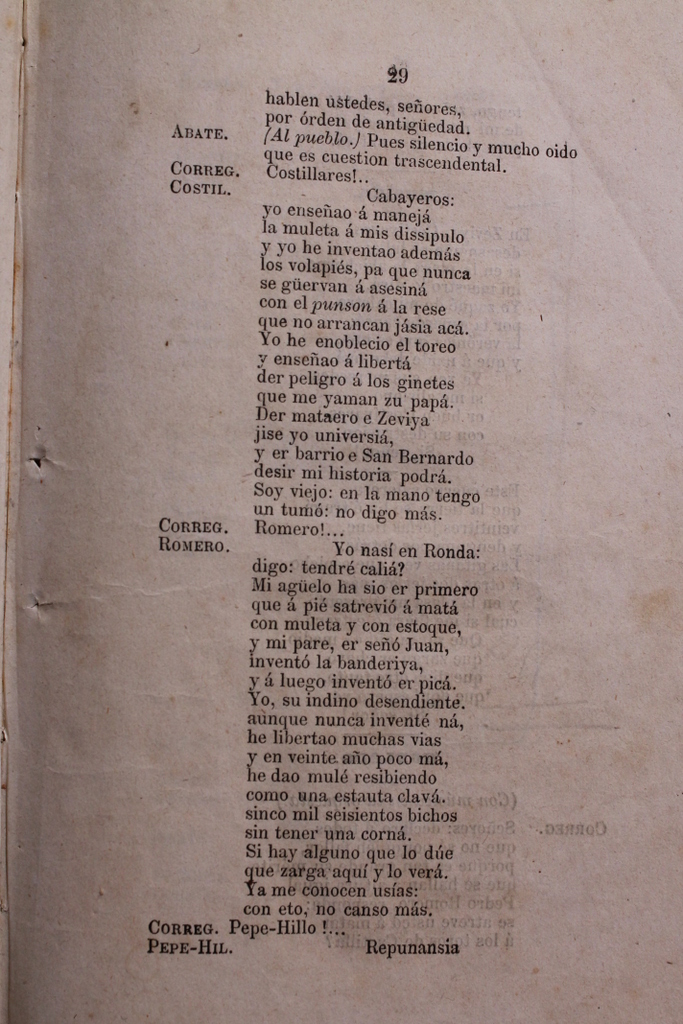 29
hablen ustedes, señores,
por órden de antigüedad.
ABATE. (Al pueblo.) Pues silencio y mucho oido
que es cuestion trascendental.
CORREG. Costillares!..
COSTIL. Cabayeros:
yo enseñao á manejá
la muleta á mis dissipulo
y yo he inventao además
los volapiés, pa que nunca
se güervan á asesiná
con el punson á la rese
que no arrancan jásia acá.
Yo he enoblecio el toreo
y enseñao á libertá
der peligro á los ginetes
que me yaman zu papá.
Der mataero e Zeviya
jise yo universiá,
y er barrio e San Bernardo
desir mi historia podrá.
Soy viejo: en la mano tengo
un tumó: no digo más.
CORREG. Romero!...
ROMERO. Yo nasí en Ronda:
digo: tendré caliá?
Mi agüelo ha sio er primero
que á pié satrevió á matá
con muleta y con estoque,
y mi pare, er señó Juan,
inventó la banderiya,
y á luego inventó er picá.
Yo, su indino desendiente.
aunque nunca inventé ná,
he libertao muchas vias
y en veinte año poco má,
he dao mulé resibiendo
como una estauta clavá.
sinco mil seisientos bichos
sin tener una corná.
Si hay alguno que lo dúe
que zarga aquí y lo verá.
Ya me conocen usías:
con eto, no canso más.
CORREG. Pepe-Hillo !...
PEPE-HIL. Repunansia